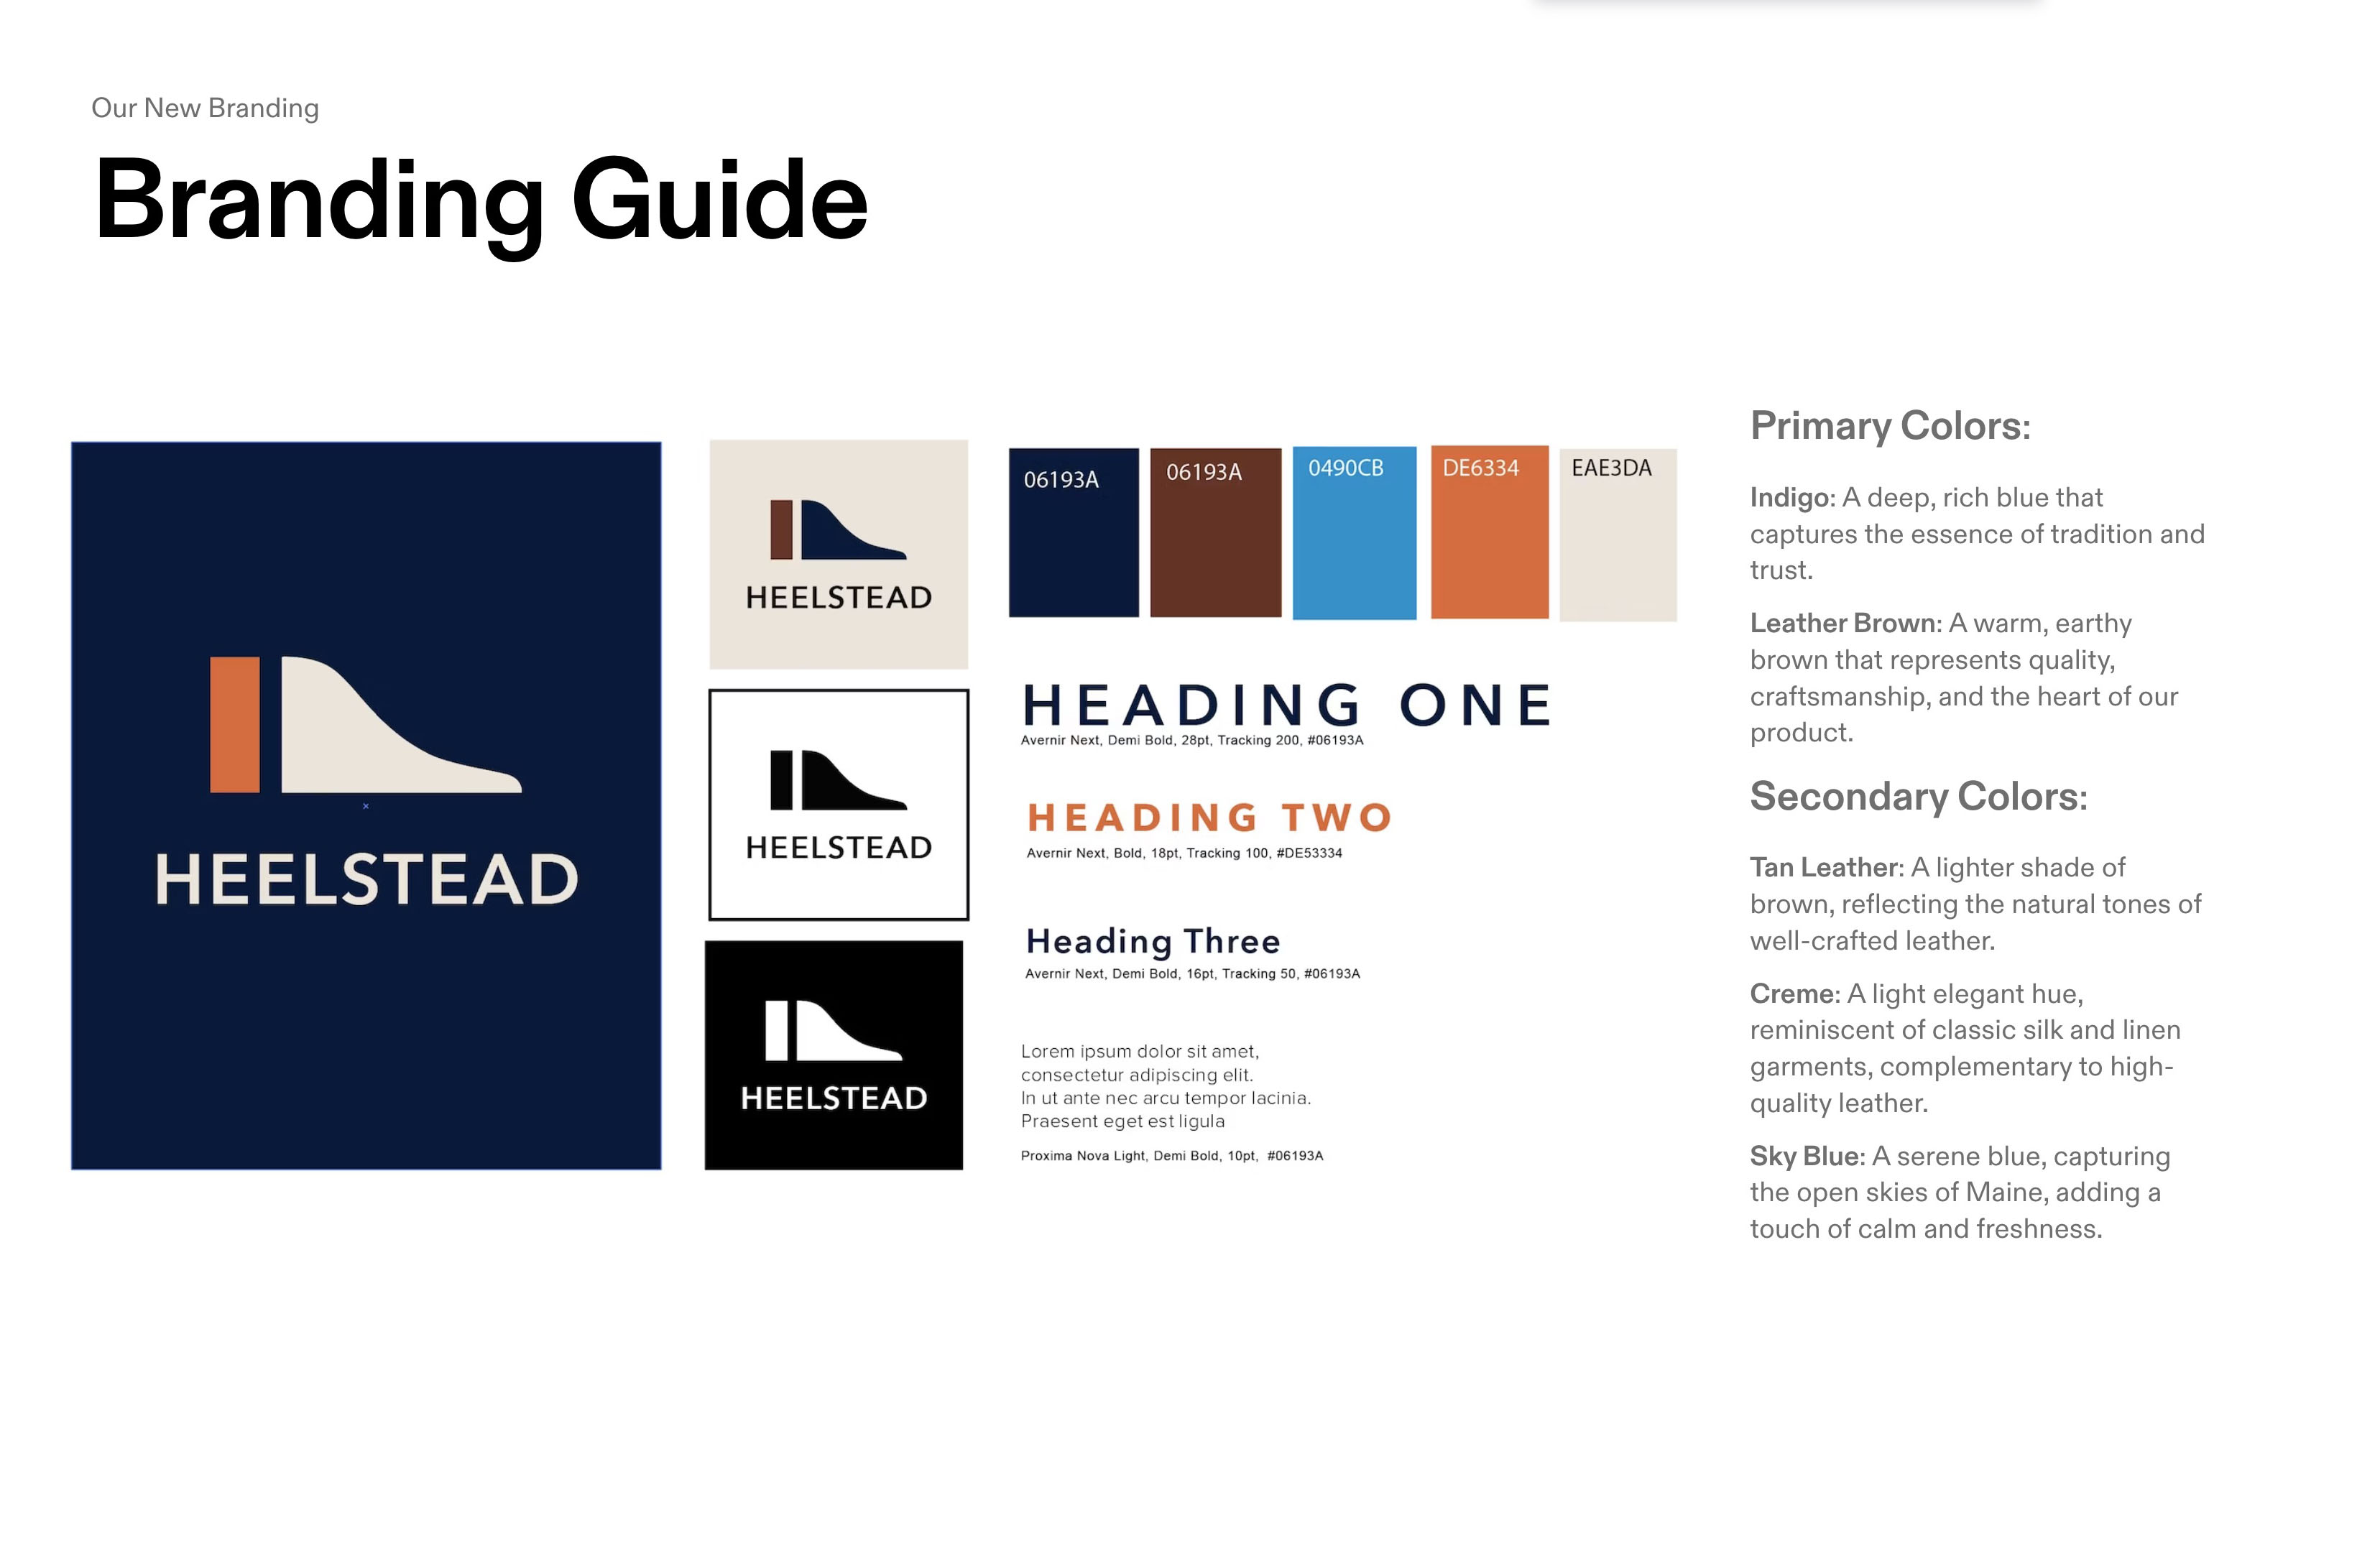 Our New Branding
Branding Guide
HEELSTEAD
HEELSTEAD
HEELSTEAD
HEELSTEAD
06193A
06193A
0490CB
DE6334
EAE3DA
HEADING ONE
Avernir Next, Demi Bold, 28pt, Tracking 200, #06193A
HEADING TWO
Avernir Next, Bold, 18pt, Tracking 100, #DE53334
Heading Three
Avernir Next, Demi Bold, 16pt, Tracking 50, #06193A
Lorem ipsum dolor sit amet,
consectetur adipiscing elit.
In ut ante nec arcu tempor lacinia.
Praesent eget est ligula
Proxima Nova Light, Demi Bold, 10pt, #06193A
Primary Colors:
Indigo: A deep, rich blue that
captures the essence of tradition and
trust.
Leather Brown: A warm, earthy
brown that represents quality,
craftsmanship, and the heart of our
product.
Secondary Colors:
Tan Leather: A lighter shade of
brown, reflecting the natural tones of
well-crafted leather.
Creme: A light elegant hue,
reminiscent of classic silk and linen
garments, complementary to high-
quality leather.
Sky Blue: A serene blue, capturing
the open skies of Maine, adding a
touch of calm and freshness.